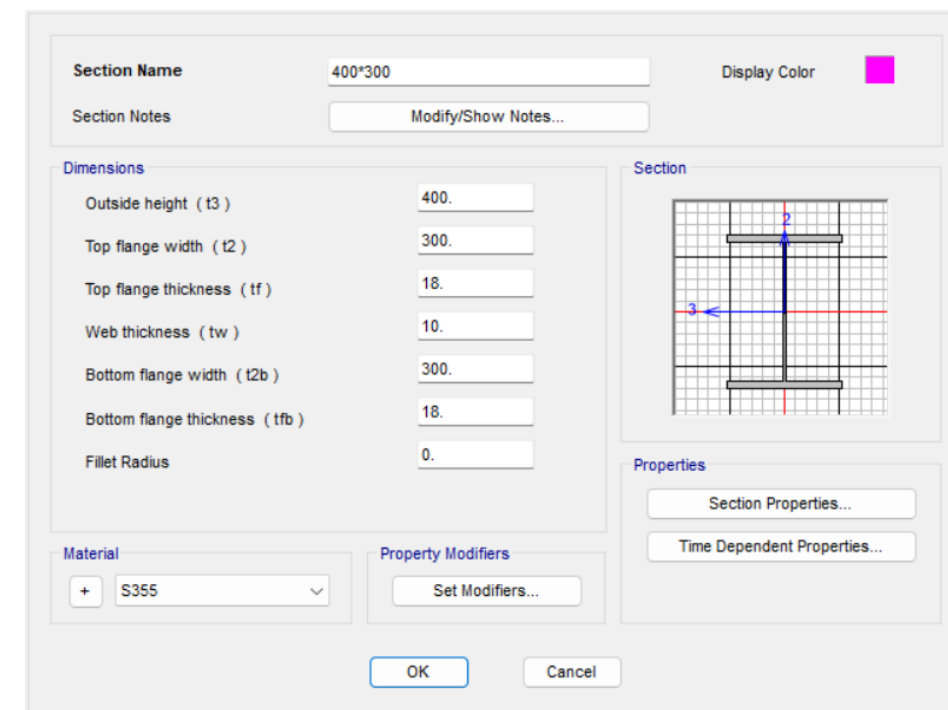 Section Name 400*300 Display Color
Section Notes Modify/Show Notes...
Dimensions
Outside height ( t3 ) 400.
Top flange width ( t2 ) 300.
Top flange thickness ( tf ) 18.
Web thickness ( tw ) 10.
Bottom flange width ( t2b ) 300.
Bottom flange thickness ( tfb ) 18.
Fillet Radius 0.
Section
2
3
Properties
Section Properties...
Time Dependent Properties...
Material
+ S355
Property Modifiers
Set Modifiers...
OK Cancel